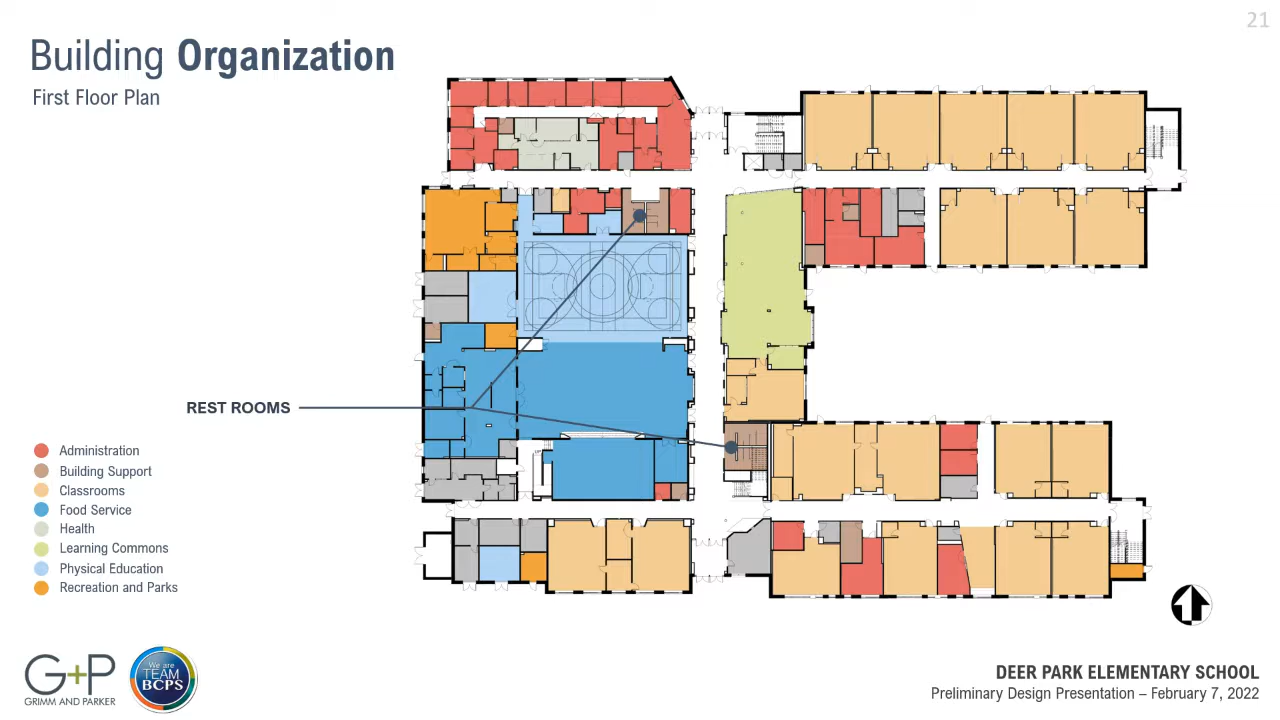 21
Building Organization
First Floor Plan
REST ROOMS
Administration
Building Support
Classrooms
Food Service
Health
Learning Commons
Physical Education
Recreation and Parks
G+P
GRIMM AND PARKER
We are
TEAM
BCPS
DEER PARK ELEMENTARY SCHOOL
Preliminary Design Presentation – February 7, 2022